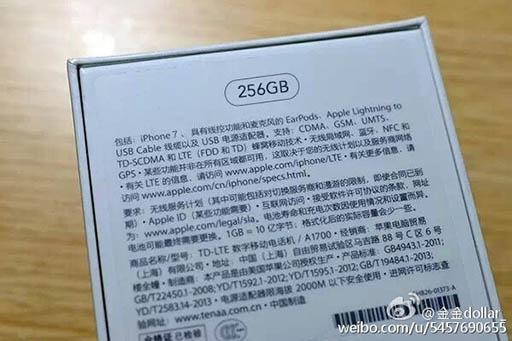 256GB
包括: iPhone 7、具有线控功能和麦克风的 EarPods、Apple Lightning to
USB Cable 线缆以及 USB 电源适配器。支持: CDMA、GSM、UMTS、
TD-SCDMA 和 LTE (FDD 和 TD) 蜂窝移动技术・无线局域网、蓝牙、NFC 和
GPS・某些功能并非在所有区域都可用，这取决于您的无线计划以及服务网络
・有关 LTE 的信息，请访问 www.apple.com/cn/iphone/LTE・有关更多信息，请
访问 www.apple.com/cn/iphone/specs.html。
要求: 无线服务计划 (其中可能包括对切换服务商和漫游的限制，即使合同已到
期)・Apple ID (某些功能需要)・互联网访问・接受软件许可协议的条款，网址
为 www.apple.com/legal/sla。电池寿命和充电次数因使用情况和设置而异。
电池可能最终需要更换。1GB = 10 亿字节; 格式化后的实际容量会少一些。
商品名称/型号: TD-LTE 数字移动电话机 / A1700・经销商: 苹果电脑贸易
(上海) 有限公司・地址: 中国 (上海) 自由贸易试验区马吉路 88 号 C 区 6 号
楼全幢・制造商: 本产品是由美国苹果公司授权生产・产品标准: GB4943.1-2011;
GB/T22450.1-2008; YD/T1592.1-2012; YD/T1595.1-2012; GB/T19484.1-2013;
YD/T2583.14-2013・电源适配器限海拔 2000M 以下安全使用・进网许可标志查
验网址: www.tenaa.com.cn・中国制造
合格证 已检验
@金金dollar
weibo.com/u/5457690655